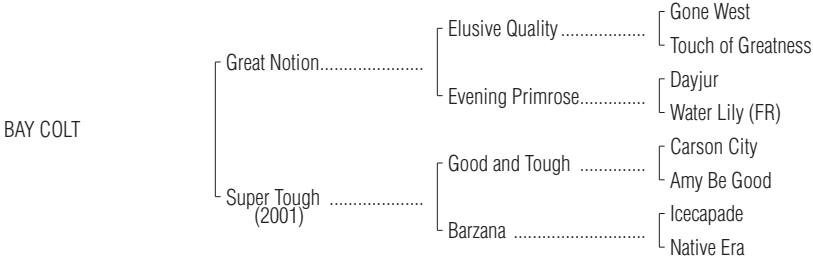 Gone West
Elusive Quality ..................
Touch of Greatness
Great Notion......................
Dayjur
Evening Primrose..............
Water Lily (FR)
BAY COLT
Carson City
Good and Tough ..............
Amy Be Good
Super Tough ....................
(2001)
Icecapade
Barzana ............................
Native Era